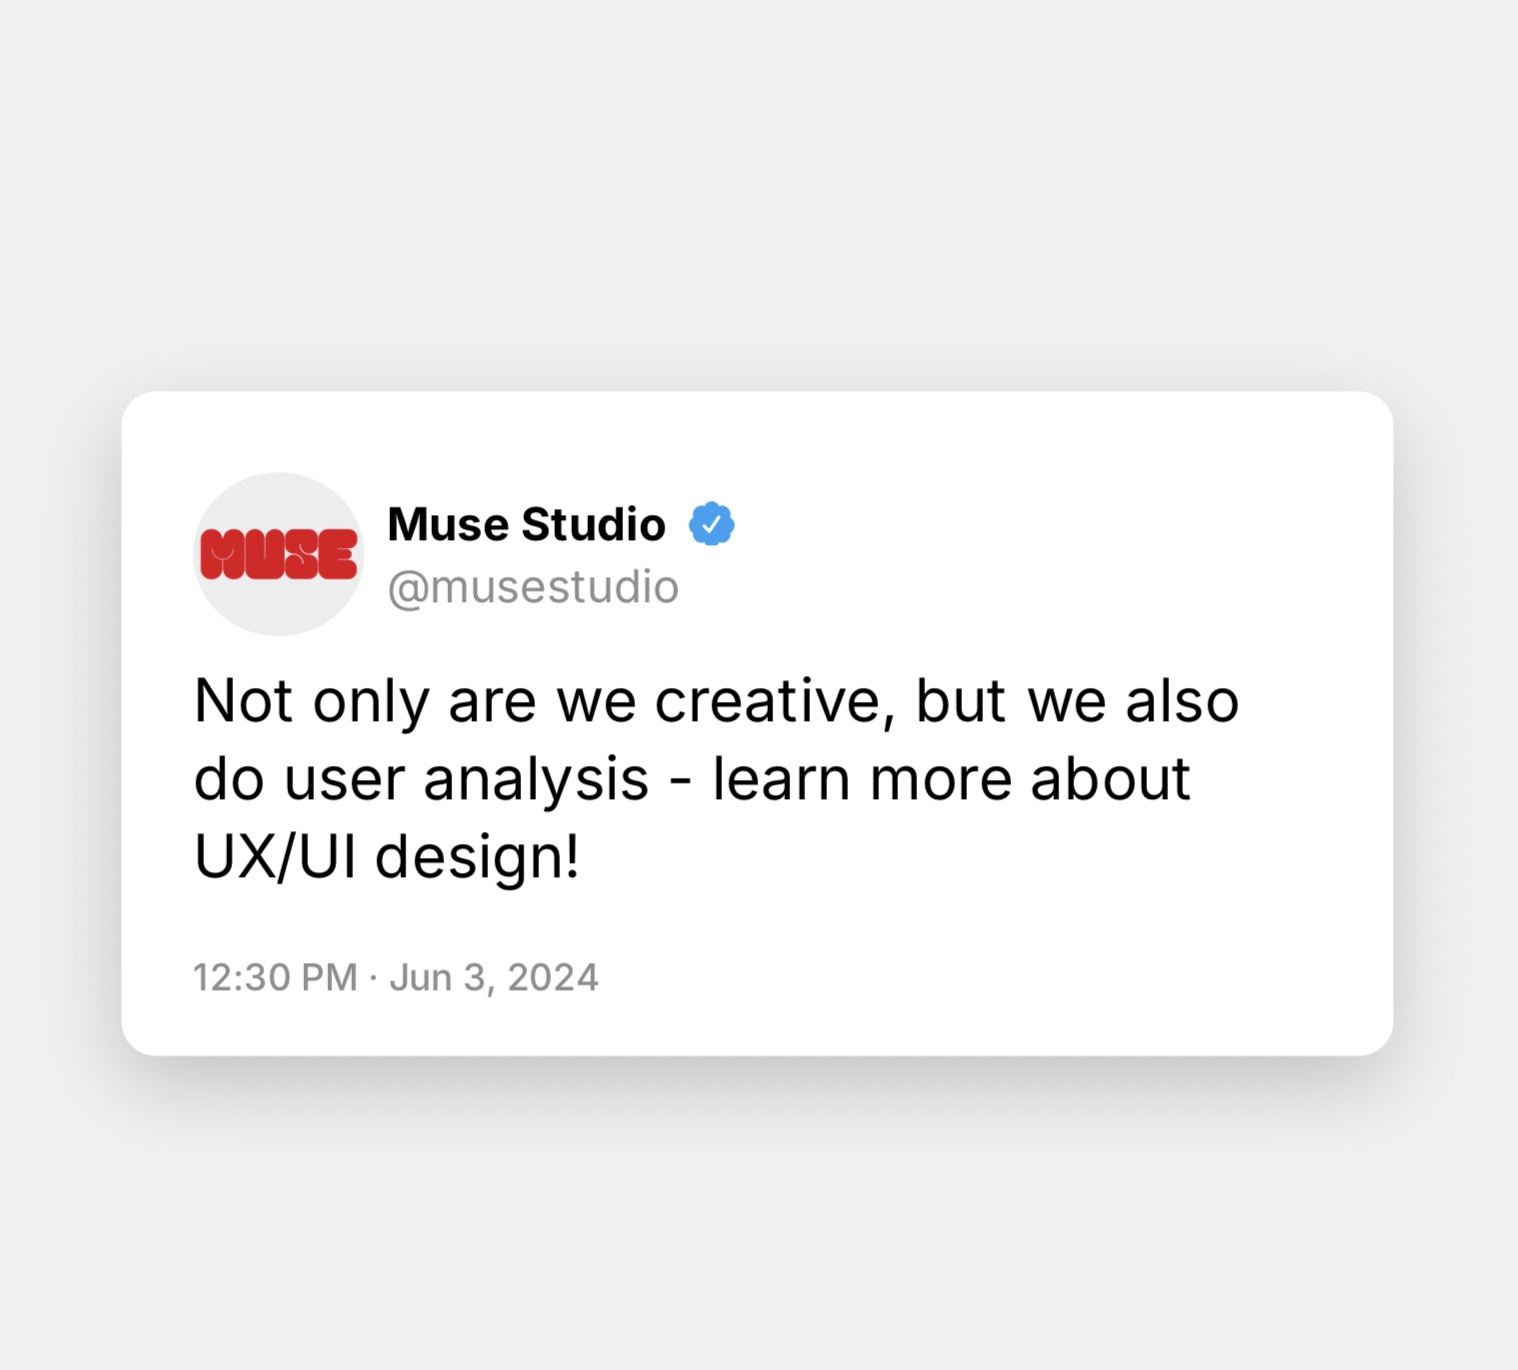 MUSE
Muse Studio
@musestudio
Not only are we creative, but we also
do user analysis - learn more about
UX/UI design!
12:30 PM · Jun 3, 2024